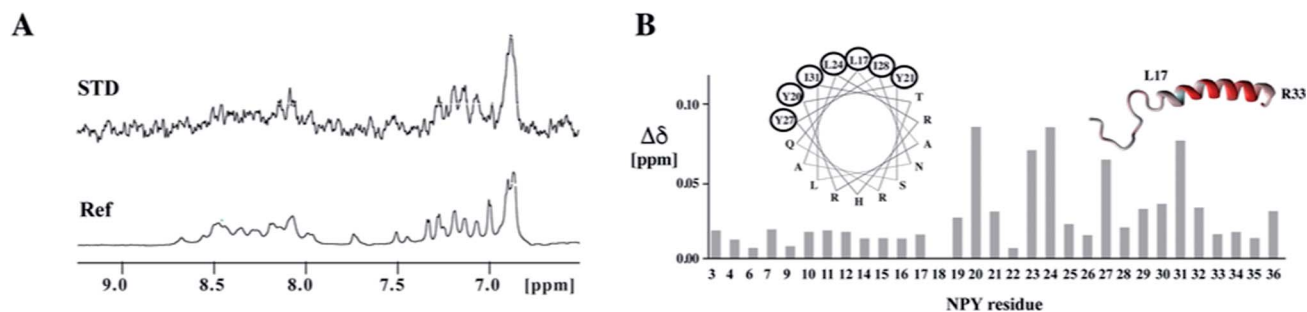 A
STD
Ref
9.0 8.5 8.0 7.5 7.0 [ppm]
B
0.10
Δδ
[ppm]
0.05
0.00
Y27
Y20
I31
L24
L17
I28
Y21
T
R
A
N
S
R
H
R
L
A
Q
L17
R33
3 4 6 7 9 10 11 12 14 15 16 17 18 19 20 21 22 23 24 25 26 27 28 29 30 31 32 33 34 35 36
NPY residue